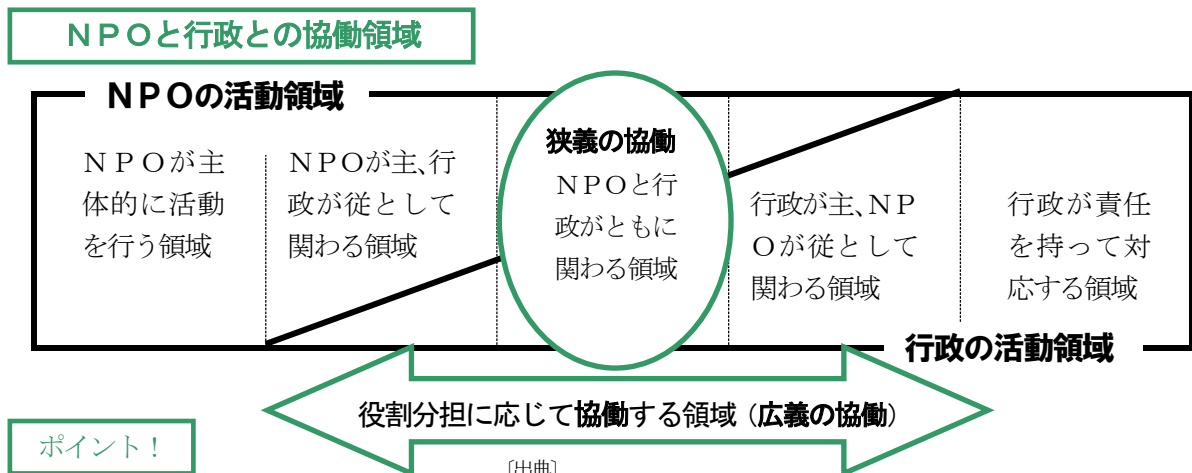 ＮＰＯと行政との協働領域
ＮＰＯの活動領域
ＮＰＯが主
体的に活動
を行う領域
ＮＰＯが主､行
政が従として
関わる領域
狭義の協働
ＮＰＯと行
政がともに
関わる領域
行政が主､ＮＰ
Ｏが従として
関わる領域
行政が責任
を持って対
応する領域
行政の活動領域
役割分担に応じて協働する領域（広義の協働）
ポイント！
〔出典〕